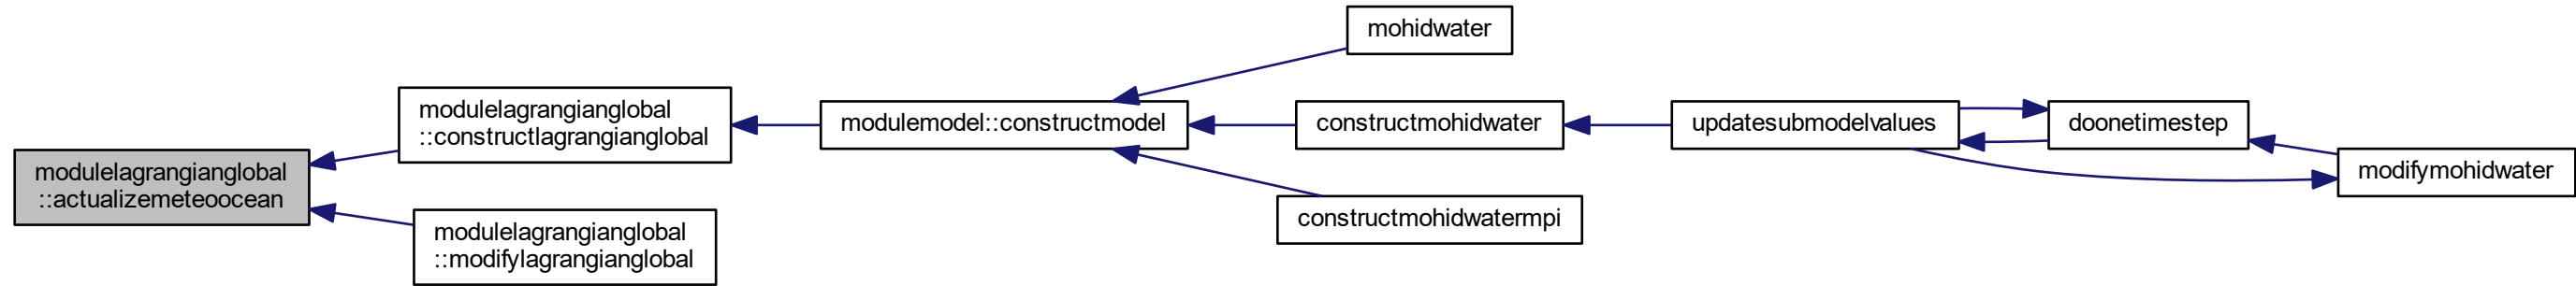 modulelagrangianglobal
::actualizemeteoocean
modulelagrangianglobal
::constructlagrangianglobal
modulelagrangianglobal
::modifylagrangianglobal
modulemodel::constructmodel
mohidwater
constructmohidwater
constructmohidwatermpi
updatesubmodelvalues
doonetimestep
modifymohidwater